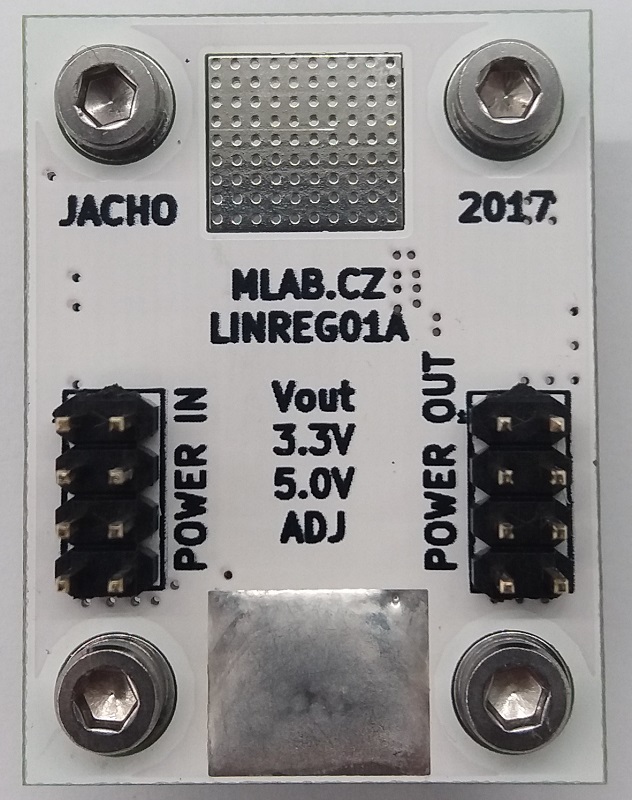 JACHO
2017
MLAB.CZ
LINREG01A
POWER IN
Vout
3.3V
5.0V
ADJ
POWER OUT